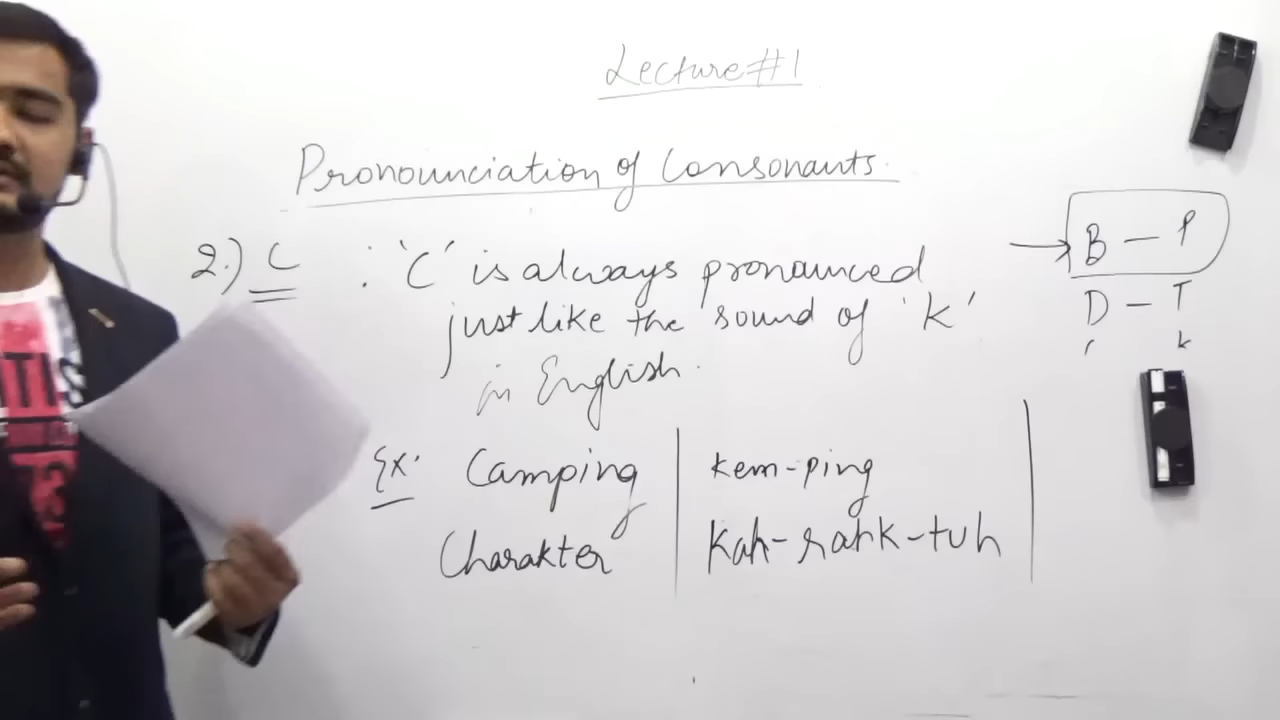 Lecture #1
Pronounciation of Consonants.
2.) C : 'C' is always pronounced
just like the sound of 'K'
in English.
Ex. Camping | Kem-ping
Charakter | Kah-rahk-tuh
B - P
D - T
k